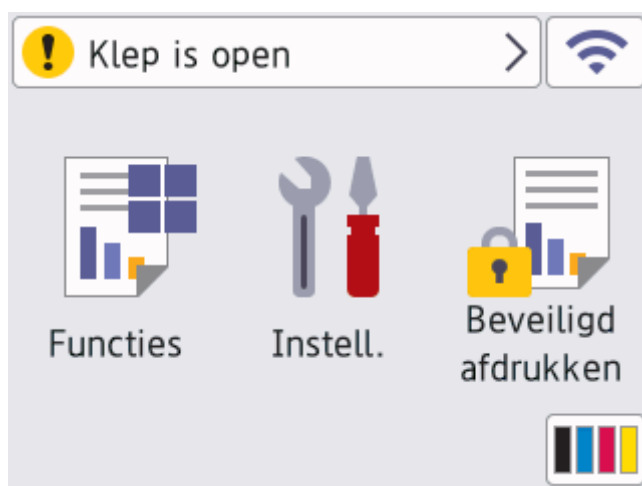 Klep is open
Functies
Instell.
Beveiligd
afdrukken